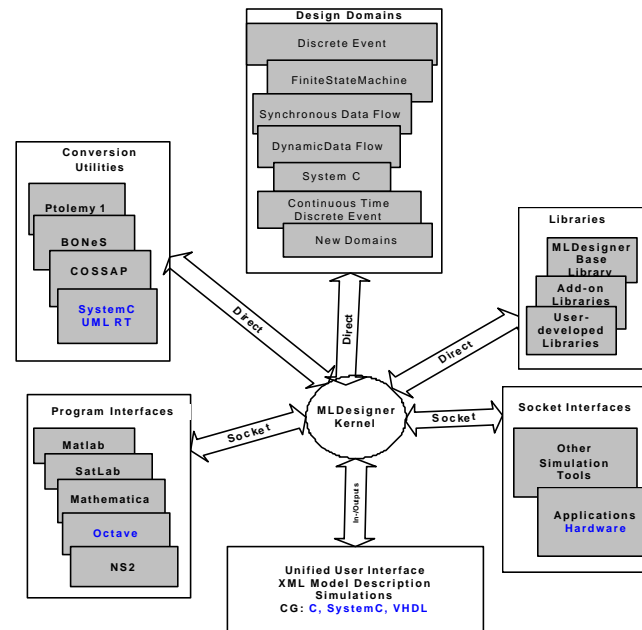 Design Domains
Discrete Event
FiniteStateMachine
Synchronous Data Flow
DynamicData Flow
System C
Continuous Time
Discrete Event
New Domains
Conversion
Utilities
Ptolemy 1
BONeS
COSSAP
SystemC
UML RT
Libraries
MLDesigner
Base
Library
Add-on
Libraries
User-
developed
Libraries
Direct
Direct
Direct
MLDesigner
Kernel
Program Interfaces
Matlab
SatLab
Mathematica
Octave
NS2
Socket
Socket
Socket Interfaces
Other
Simulation
Tools
Applications
Hardware
In-/Outputs
Unified User Interface
XML Model Description
Simulations
CG: C, SystemC, VHDL